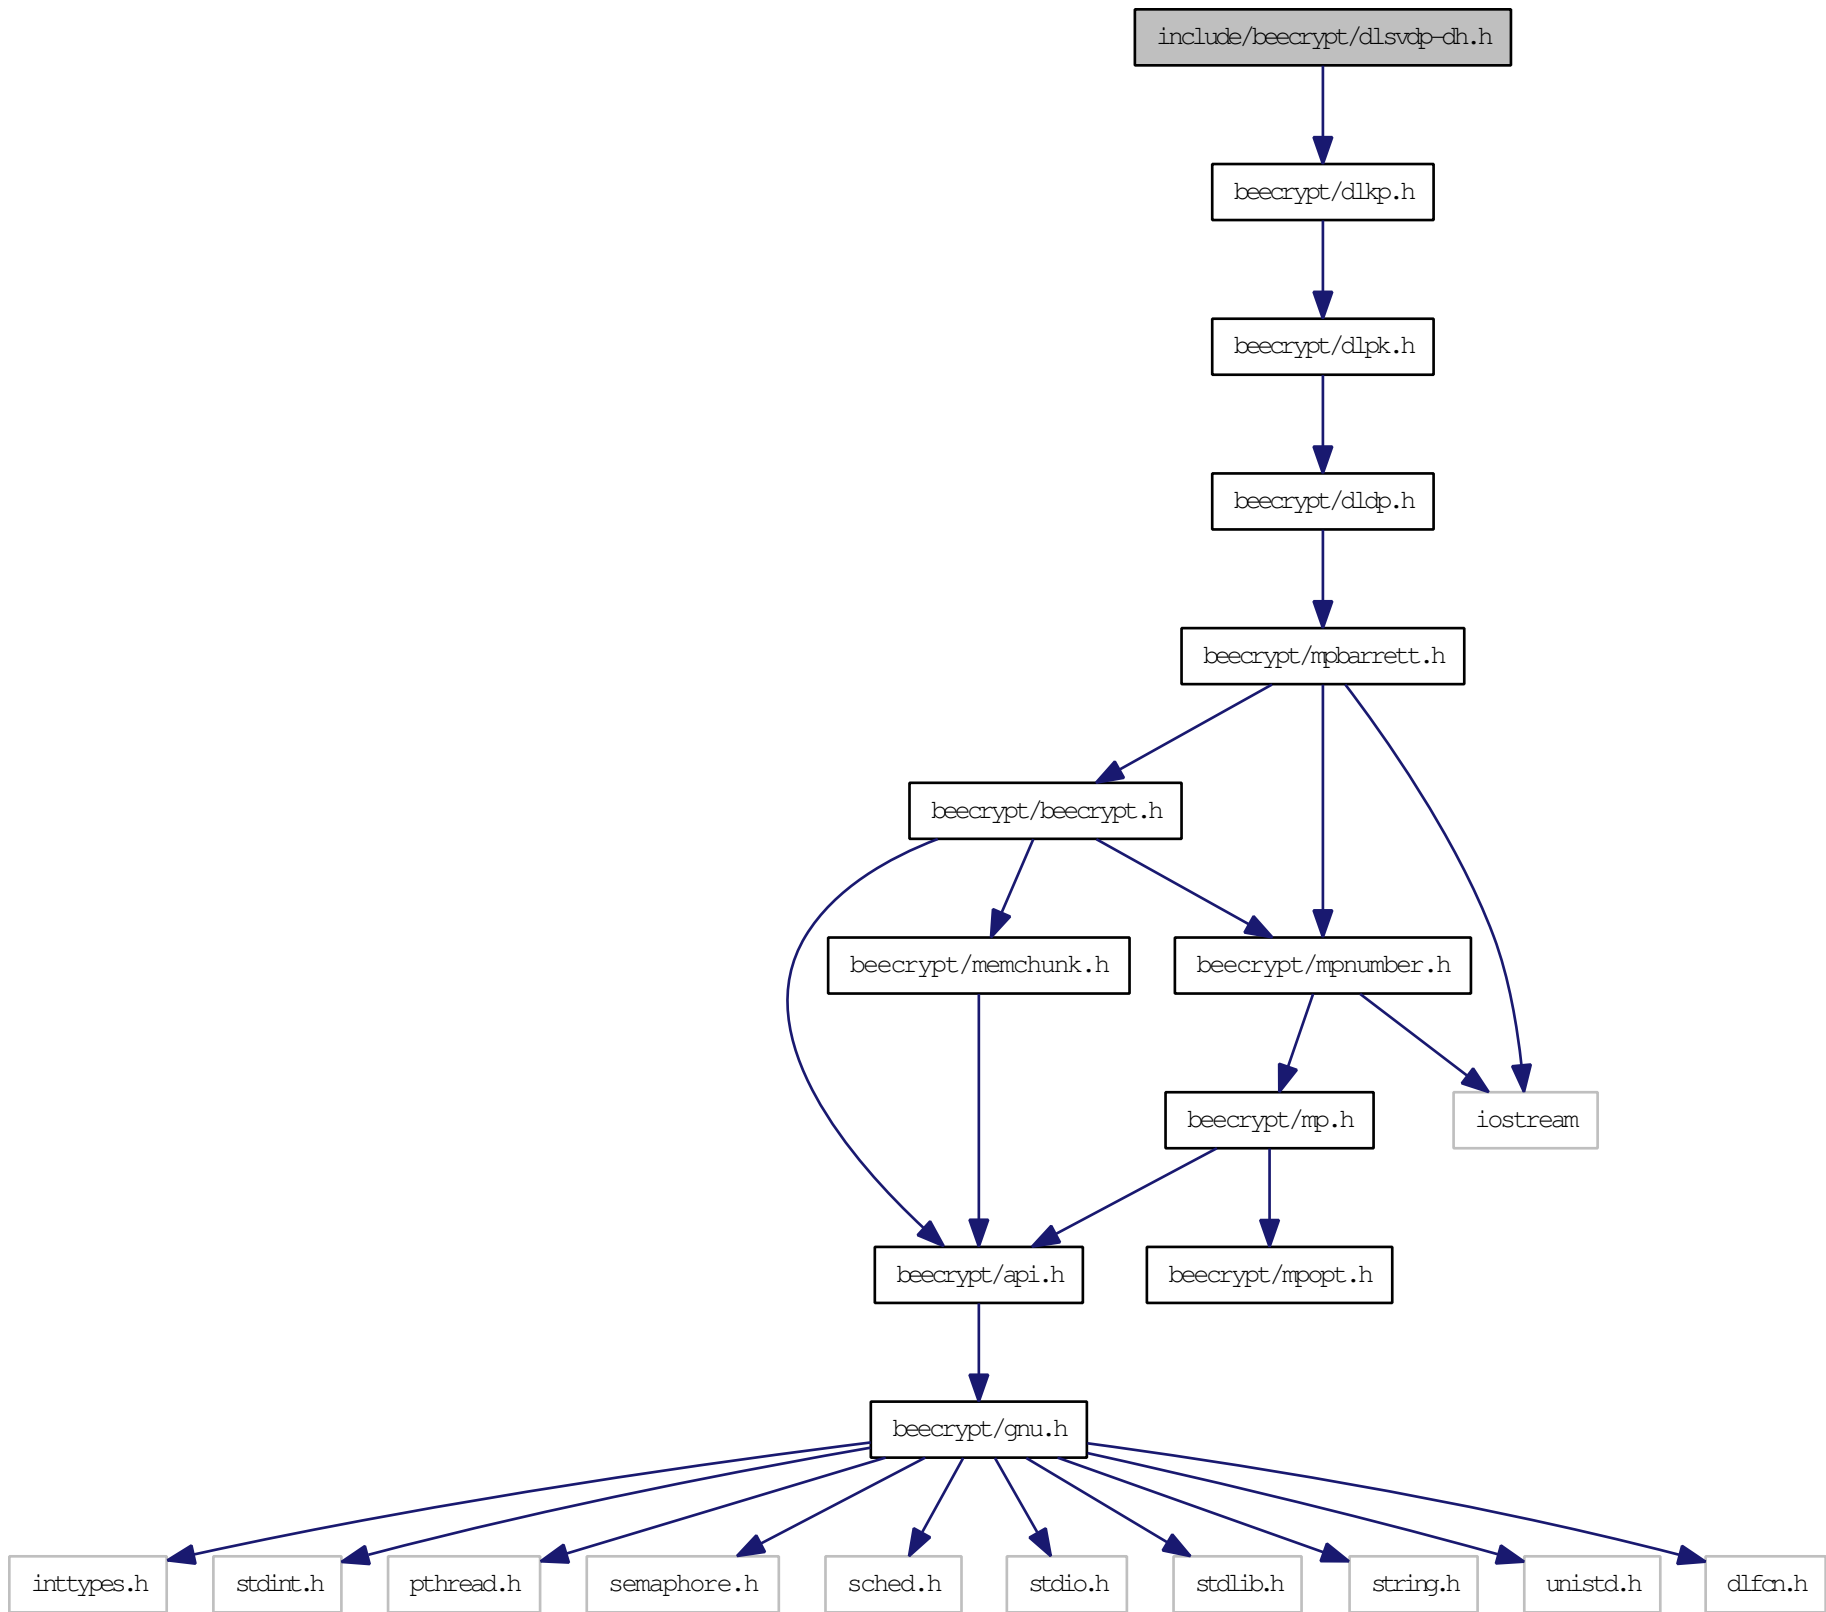 include/beecrypt/dlsvdp-dh.h
beecrypt/dlkp.h
beecrypt/dlpk.h
beecrypt/dldp.h
beecrypt/mpbarrett.h
beecrypt/beecrypt.h
beecrypt/memchunk.h
beecrypt/mpnumber.h
beecrypt/mp.h
iostream
beecrypt/api.h
beecrypt/mpopt.h
beecrypt/gnu.h
inttypes.h
stdint.h
pthread.h
semaphore.h
sched.h
stdio.h
stdlib.h
string.h
unistd.h
dlfcn.h